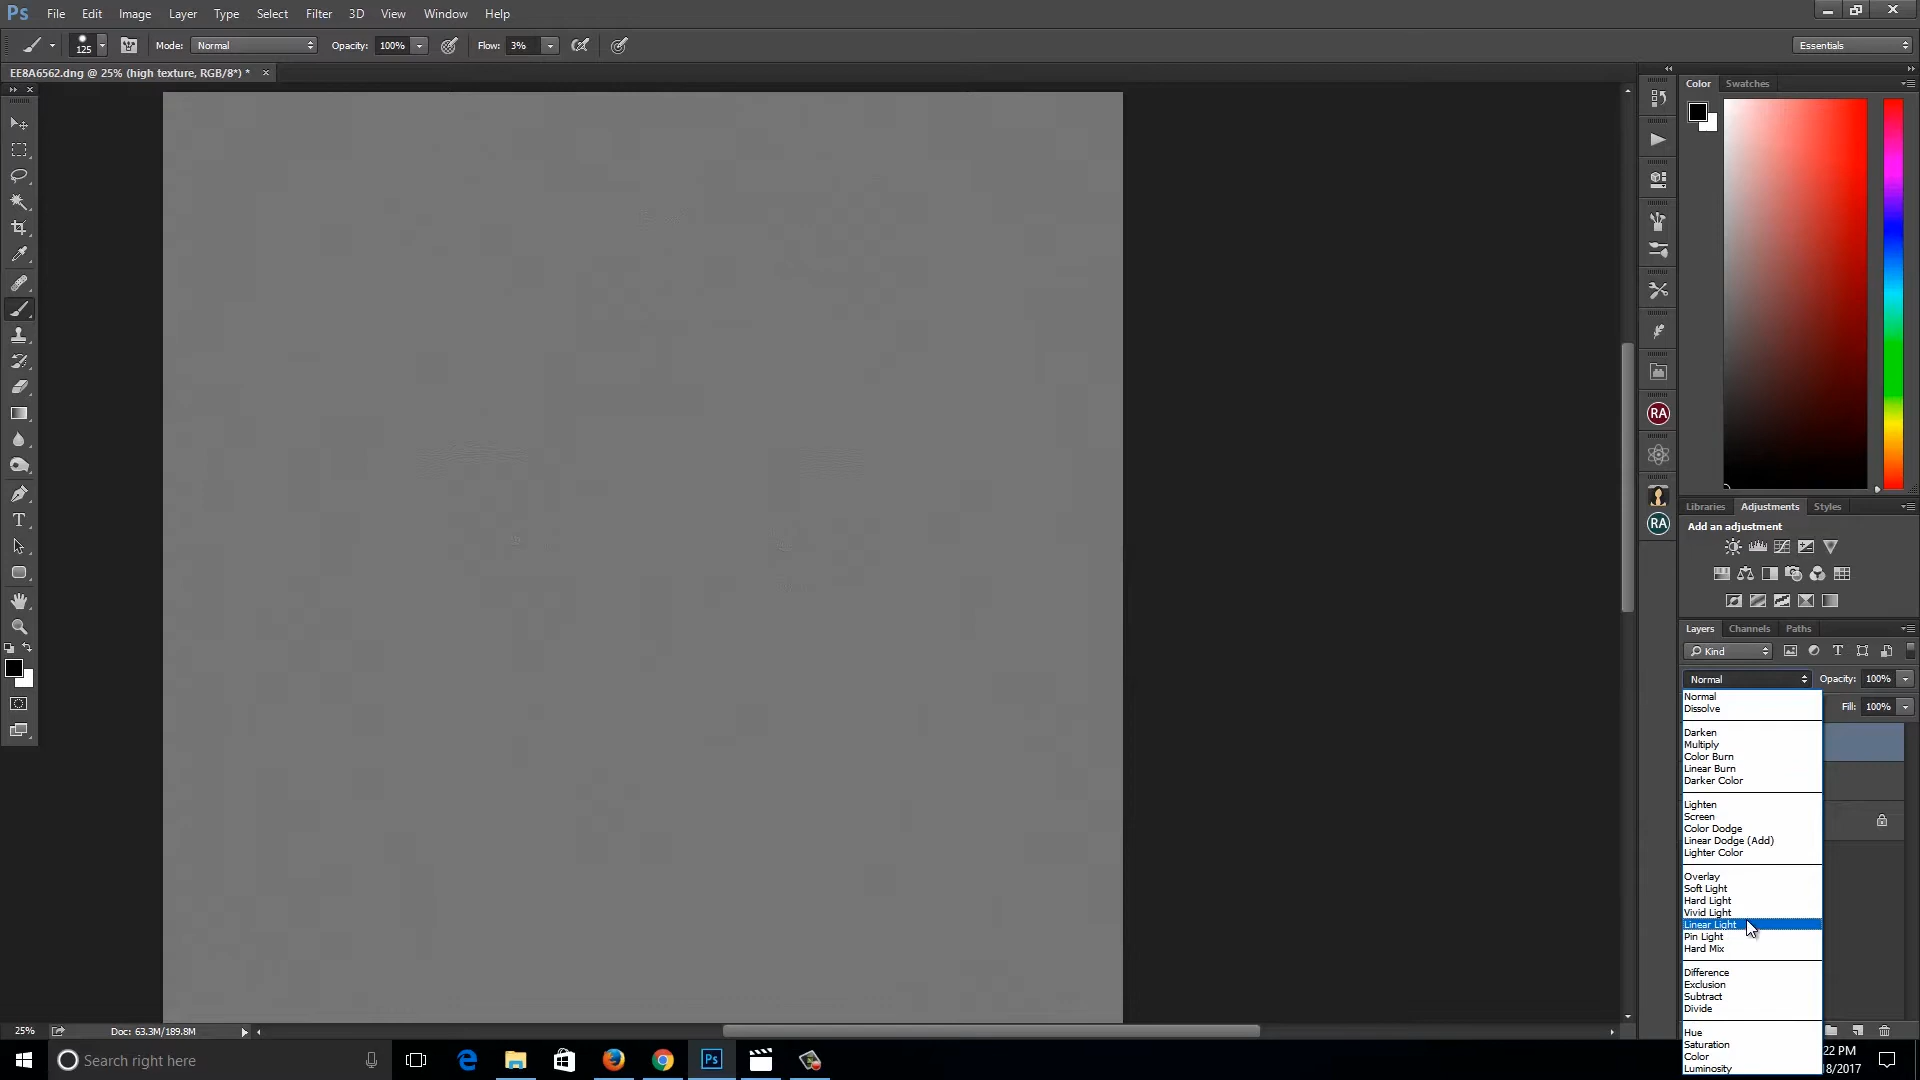 Ps File Edit Image Layer Type Select Filter 3D View Window Help
125 Mode: Normal Opacity: 100% Flow: 3% Essentials
EE8A6562.dng @ 25% (high texture, RGB/8*) * ×
Color Swatches
RA
RA
Libraries Adjustments Styles
Add an adjustment
Layers Channels Paths
Kind
Normal Opacity: 100%
Fill: 100%
Normal
Dissolve
Darken
Multiply
Color Burn
Linear Burn
Darker Color
Lighten
Screen
Color Dodge
Linear Dodge (Add)
Lighter Color
Overlay
Soft Light
Hard Light
Vivid Light
Linear Light
Pin Light
Hard Mix
Difference
Exclusion
Subtract
Divide
Hue
Saturation
Color
Luminosity
25% Doc: 63.3M/189.8M
Search right here
Ps
22 PM
8/2017